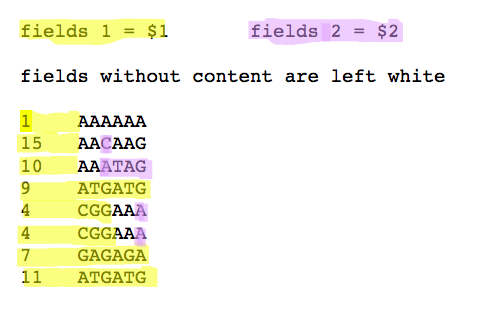 fields 1 = $1 fields 2 = $2
fields without content are left white
1 AAAAAA
15 AACAAG
10 AAATAG
9 ATGATG
4 CGGAAA
4 CGGAAA
7 GAGAGA
11 ATGATG